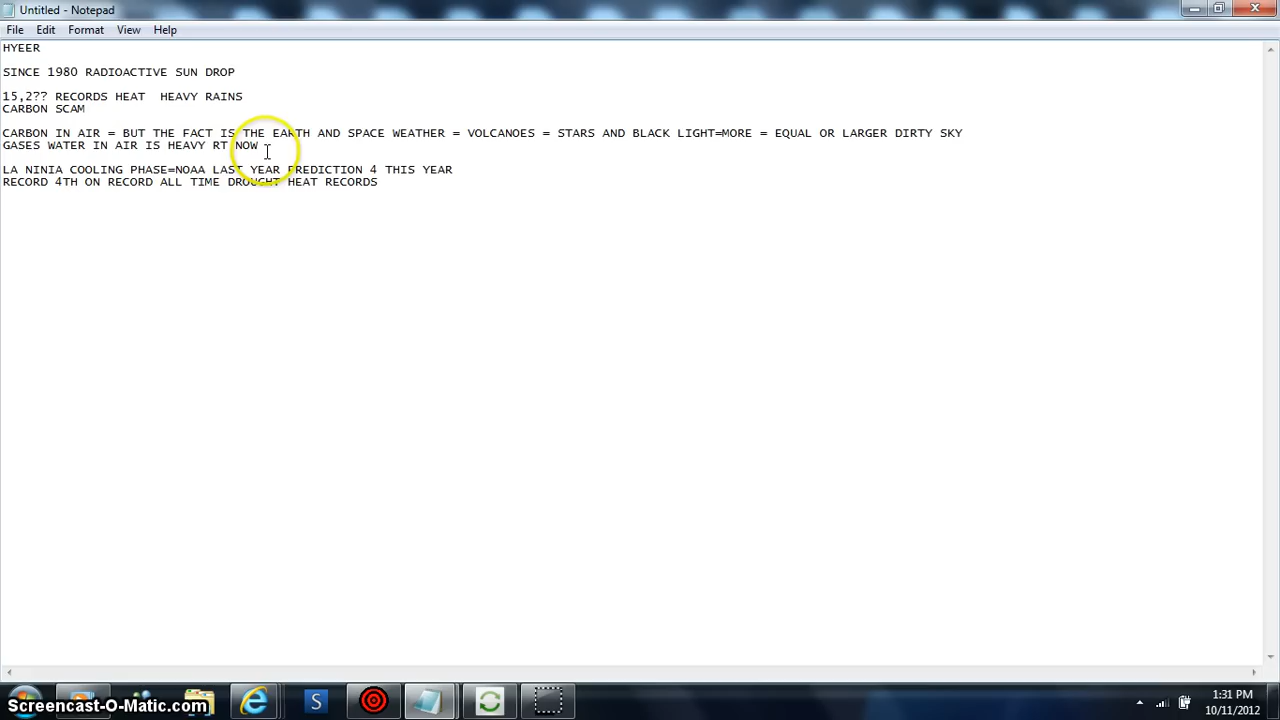 Untitled - Notepad
File Edit Format View Help
HYEER
SINCE 1980 RADIOACTIVE SUN DROP
15,2?? RECORDS HEAT  HEAVY RAINS
CARBON SCAM
CARBON IN AIR = BUT THE FACT IS THE EARTH AND SPACE WEATHER = VOLCANOES = STARS AND BLACK LIGHT=MORE = EQUAL OR LARGER DIRTY SKY
GASES WATER IN AIR IS HEAVY RT NOW
LA NINIA COOLING PHASE=NOAA LAST YEAR PREDICTION 4 THIS YEAR
RECORD 4TH ON RECORD ALL TIME DROUGHT HEAT RECORDS
Screencast-O-Matic.com
1:31 PM
10/11/2012